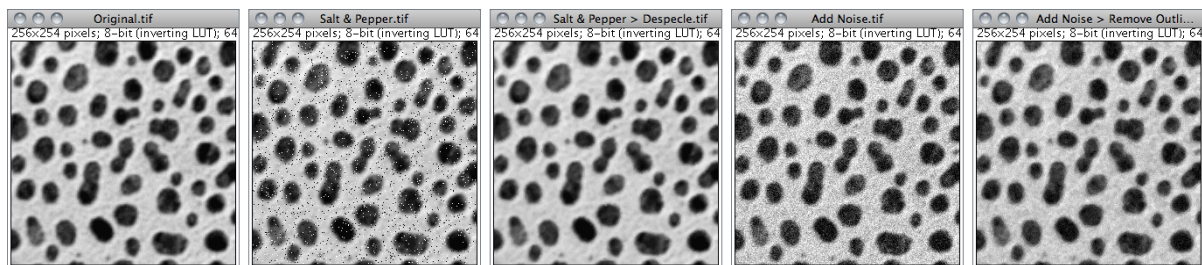 Original.tif
256x254 pixels; 8-bit (inverting LUT); 64
Salt & Pepper.tif
256x254 pixels; 8-bit (inverting LUT); 64
Salt & Pepper > Despecle.tif
256x254 pixels; 8-bit (inverting LUT); 64
Add Noise.tif
256x254 pixels; 8-bit (inverting LUT); 64
Add Noise > Remove Outli...
256x254 pixels; 8-bit (inverting LUT); 64